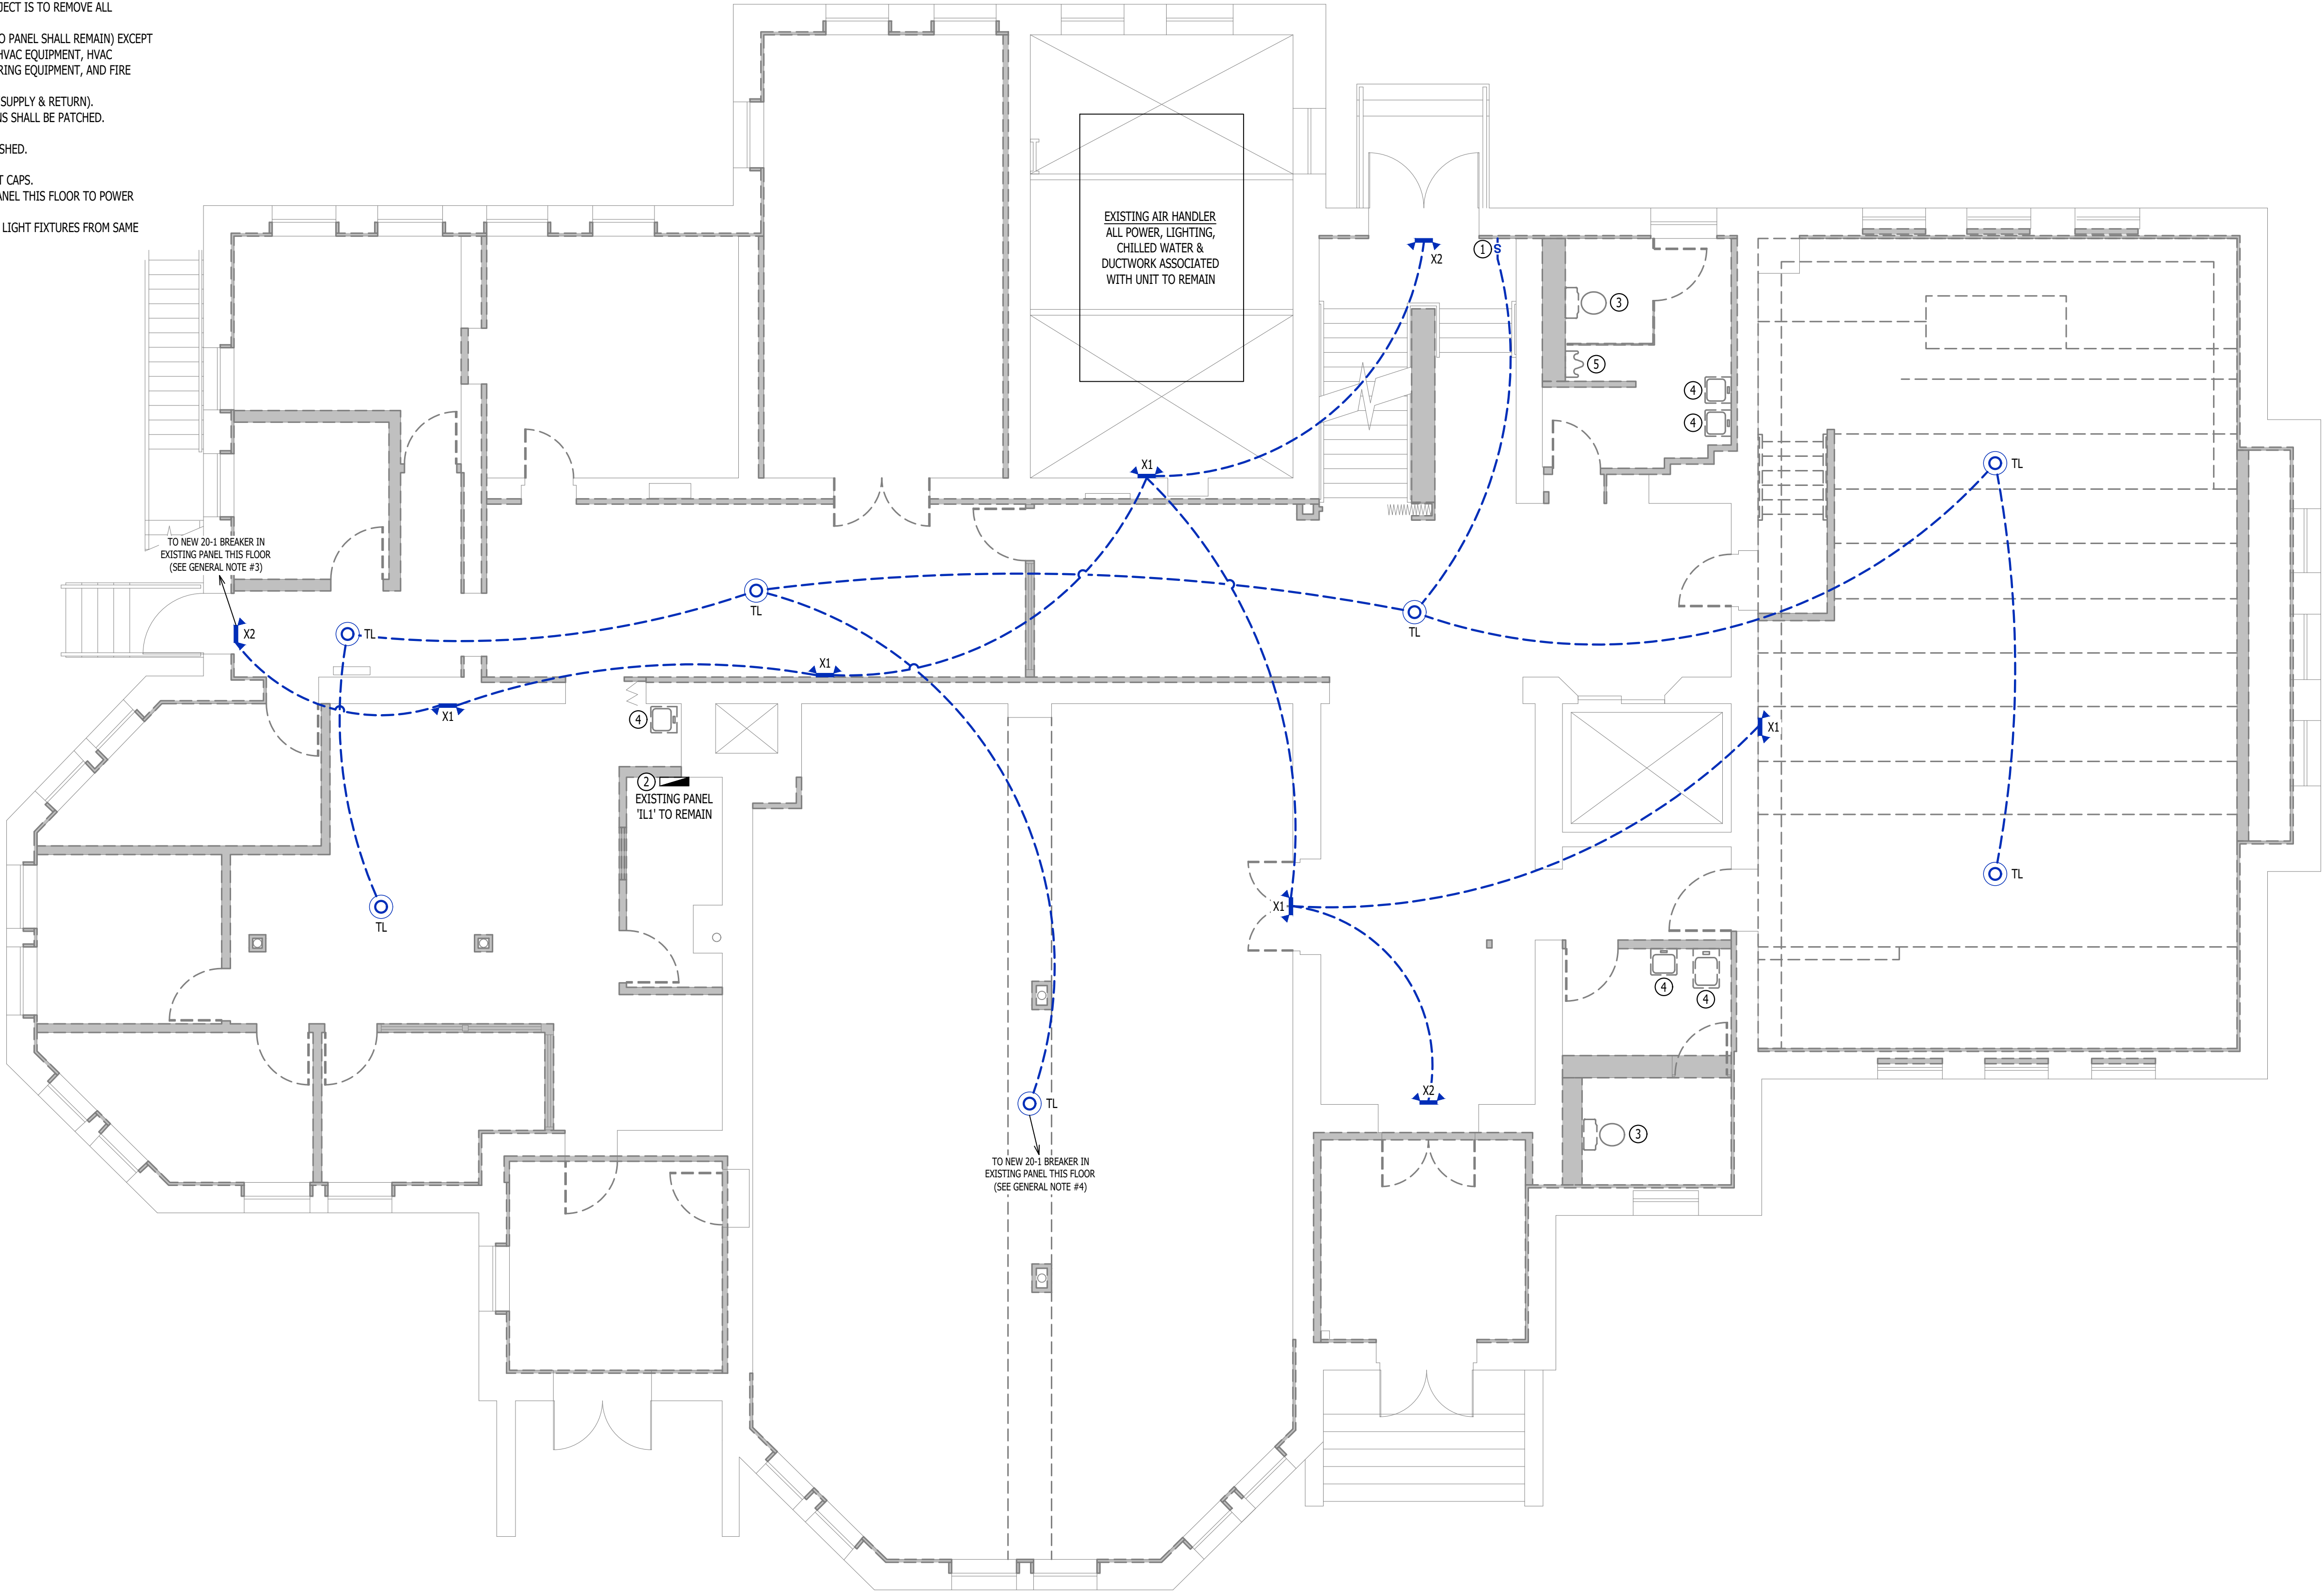 JECT IS TO REMOVE ALL
O PANEL SHALL REMAIN) EXCEPT
HVAC EQUIPMENT, HVAC
RING EQUIPMENT, AND FIRE
SUPPLY & RETURN).
NS SHALL BE PATCHED.
SHED.
T CAPS.
ANEL THIS FLOOR TO POWER
LIGHT FIXTURES FROM SAME
EXISTING AIR HANDLER
ALL POWER, LIGHTING,
CHILLED WATER &
DUCTWORK ASSOCIATED
WITH UNIT TO REMAIN
X2
1 S
3
5
4
4
X1
TL
TO NEW 20-1 BREAKER IN
EXISTING PANEL THIS FLOOR
(SEE GENERAL NOTE #3)
X2
TL
TL
TL
X1
X1
4
X1
2
EXISTING PANEL
'IL1' TO REMAIN
TL
TL
X1
4
4
X2
TL
3
TO NEW 20-1 BREAKER IN
EXISTING PANEL THIS FLOOR
(SEE GENERAL NOTE #4)